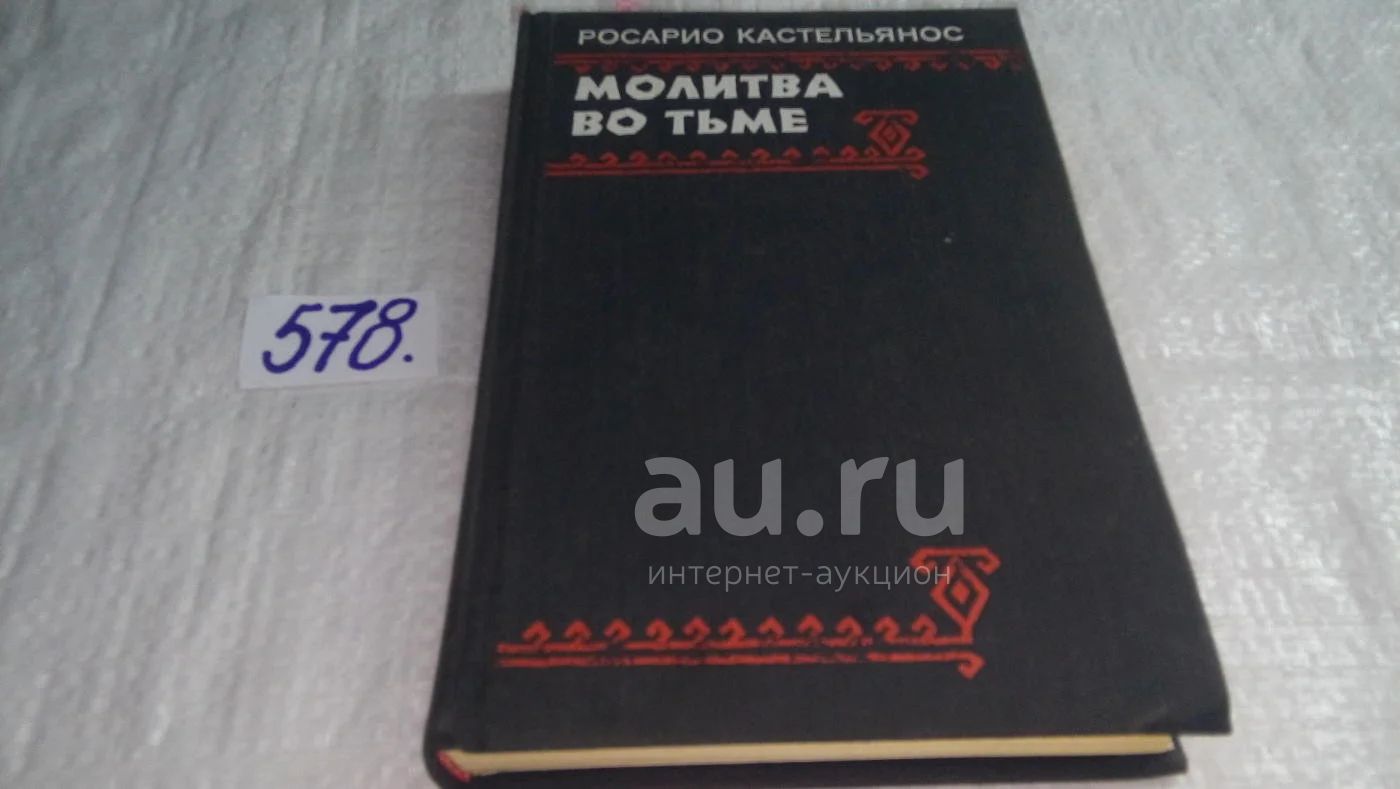 РОСАРИО КАСТЕЛЬЯНОС
МОЛИТВА
ВО ТЬМЕ
578.
au.ru
интернет-аукцион